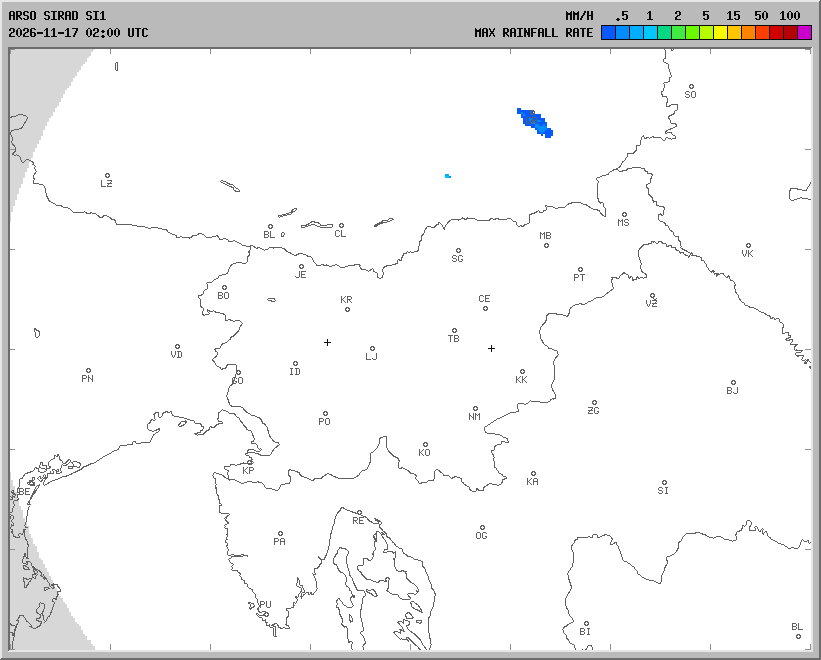 ARSO SIRAD SI1
2026-11-17 02:00 UTC
MM/H .5 1 2 5 15 50 100
MAX RAINFALL RATE
SO
LZ
BL
CL
MS
MB
VK
SG
JE
PT
BO
KR
CE
VZ
TB
VD
LJ
PN
GO
ID
KK
BJ
NM
ZG
PO
KO
KP
KA
BE
SI
RE
PA
OG
PU
BI
BL